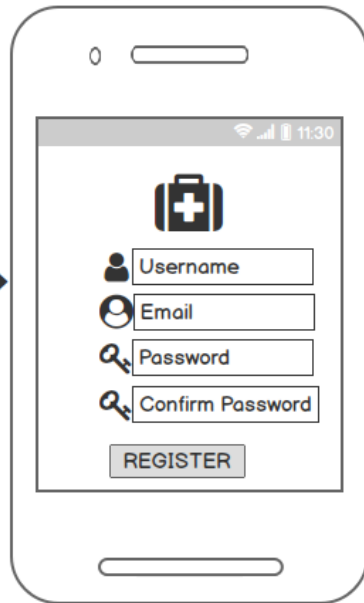 11:30
Username
Email
Password
Confirm Password
REGISTER